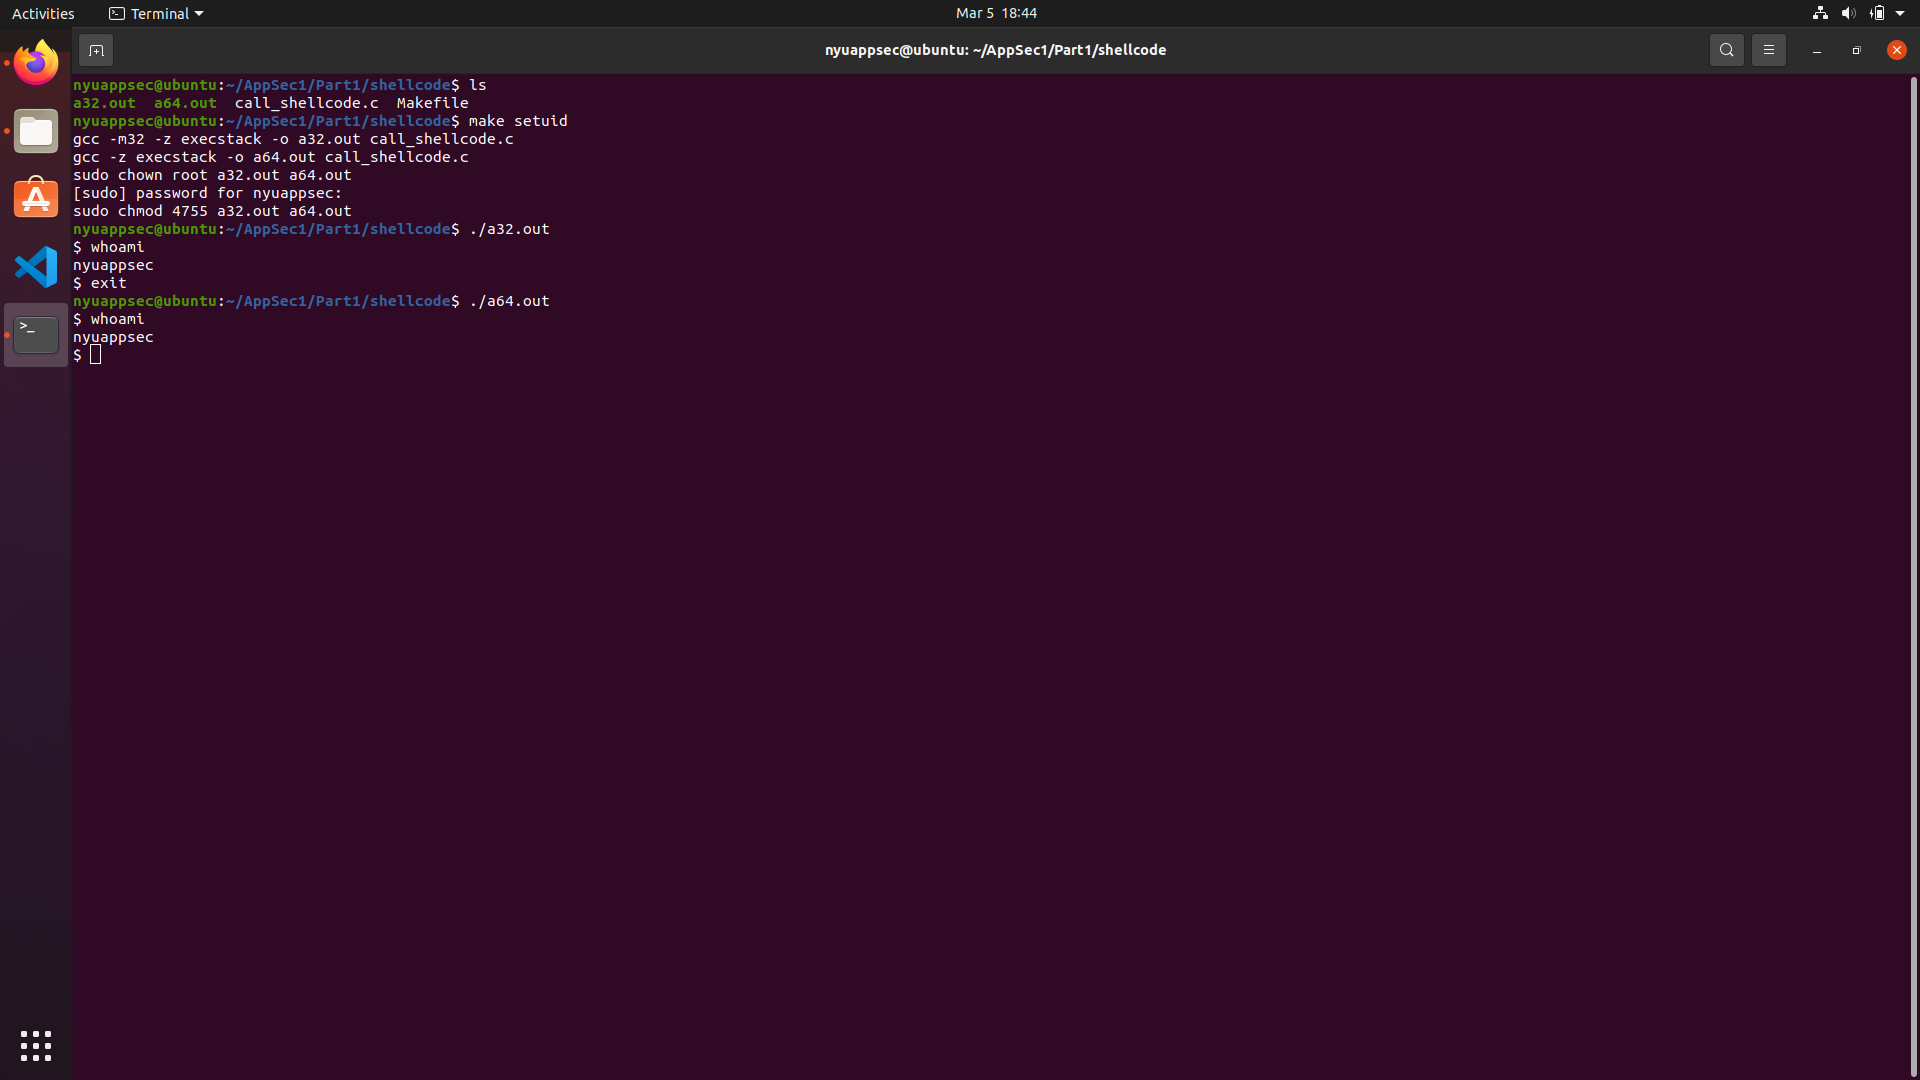 Activities
Terminal
Mar 5 18:44
nyuappsec@ubuntu: ~/AppSec1/Part1/shellcode
nyuappsec@ubuntu:~/AppSec1/Part1/shellcode$ ls
a32.out  a64.out  call_shellcode.c  Makefile
nyuappsec@ubuntu:~/AppSec1/Part1/shellcode$ make setuid
gcc -m32 -z execstack -o a32.out call_shellcode.c
gcc -z execstack -o a64.out call_shellcode.c
sudo chown root a32.out a64.out
[sudo] password for nyuappsec:
sudo chmod 4755 a32.out a64.out
nyuappsec@ubuntu:~/AppSec1/Part1/shellcode$ ./a32.out
$ whoami
nyuappsec
$ exit
nyuappsec@ubuntu:~/AppSec1/Part1/shellcode$ ./a64.out
$ whoami
nyuappsec
$